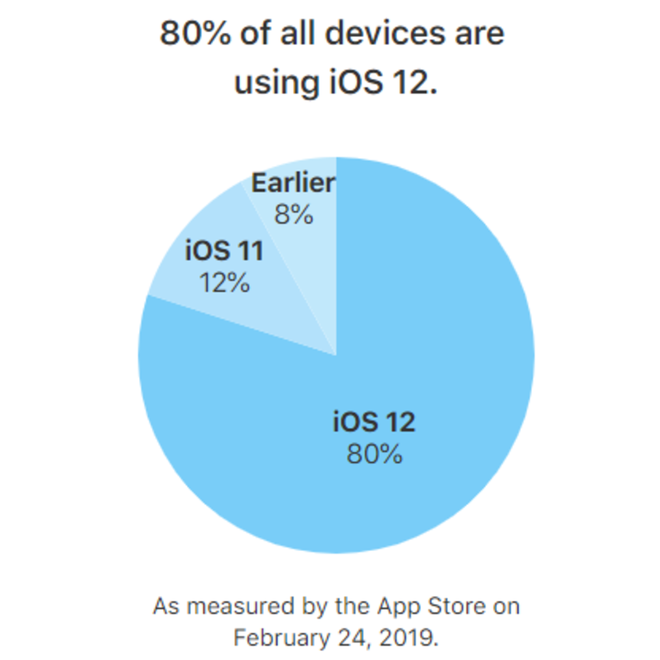 80% of all devices are
using iOS 12.
Earlier
8%
iOS 11
12%
iOS 12
80%
As measured by the App Store on
February 24, 2019.